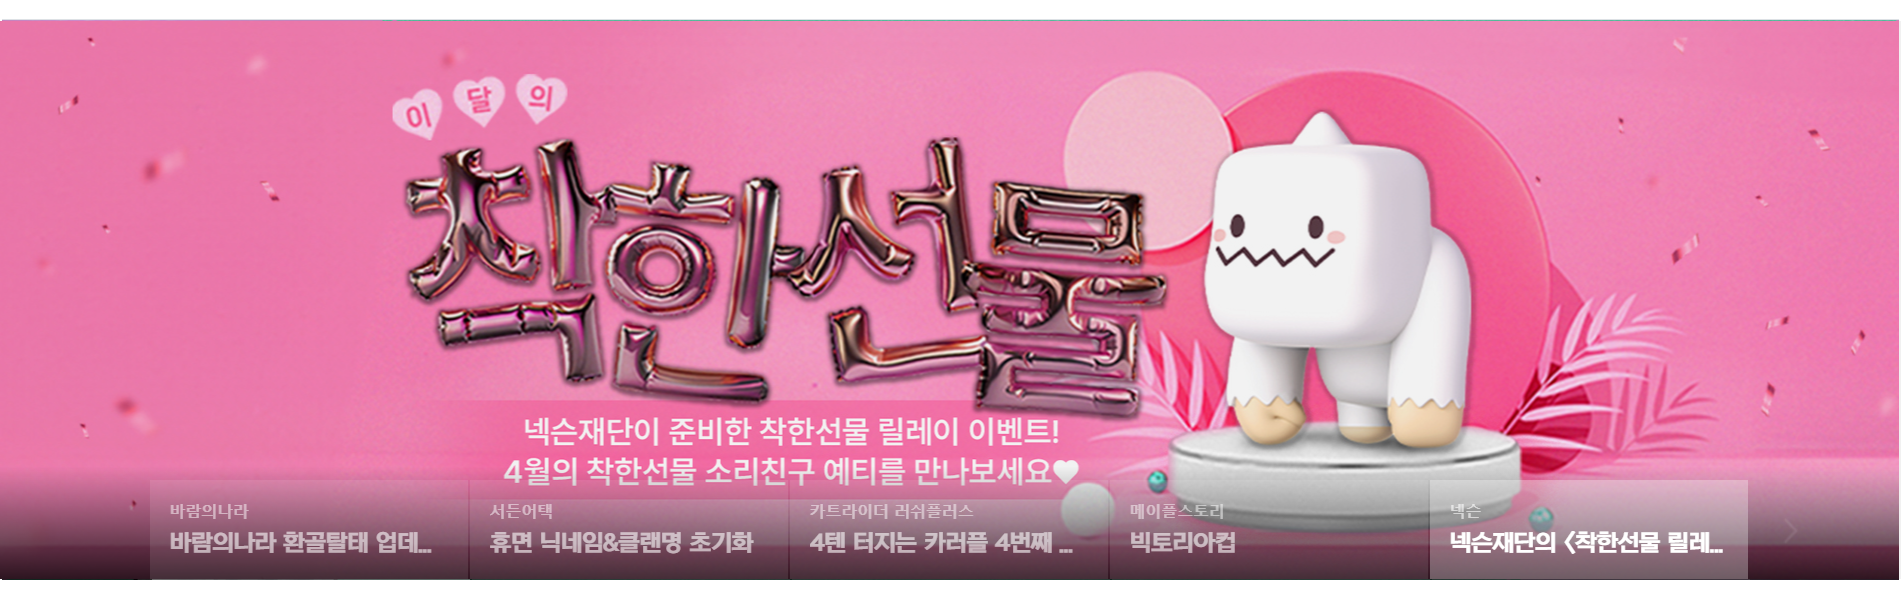 이 달 의
착한선물
넥슨재단이 준비한 착한선물 릴레이 이벤트!
4월의 착한선물 소리친구 예티를 만나보세요♥
바람의나라
바람의나라 환골탈태 업데...
서든어택
휴면 닉네임&클랜명 초기화
카트라이더 러쉬플러스
4텐 터지는 카러플 4번째 ...
메이플스토리
빅토리아컵
넥슨
넥슨재단의 <착한선물 릴레...